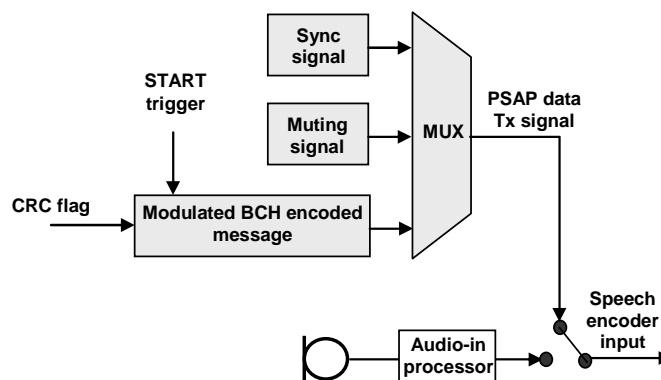 Sync
signal
START
trigger
PSAP data
Tx signal
Muting
signal
MUX
CRC flag
Modulated BCH encoded
message
Speech
encoder
input
Audio-in
processor